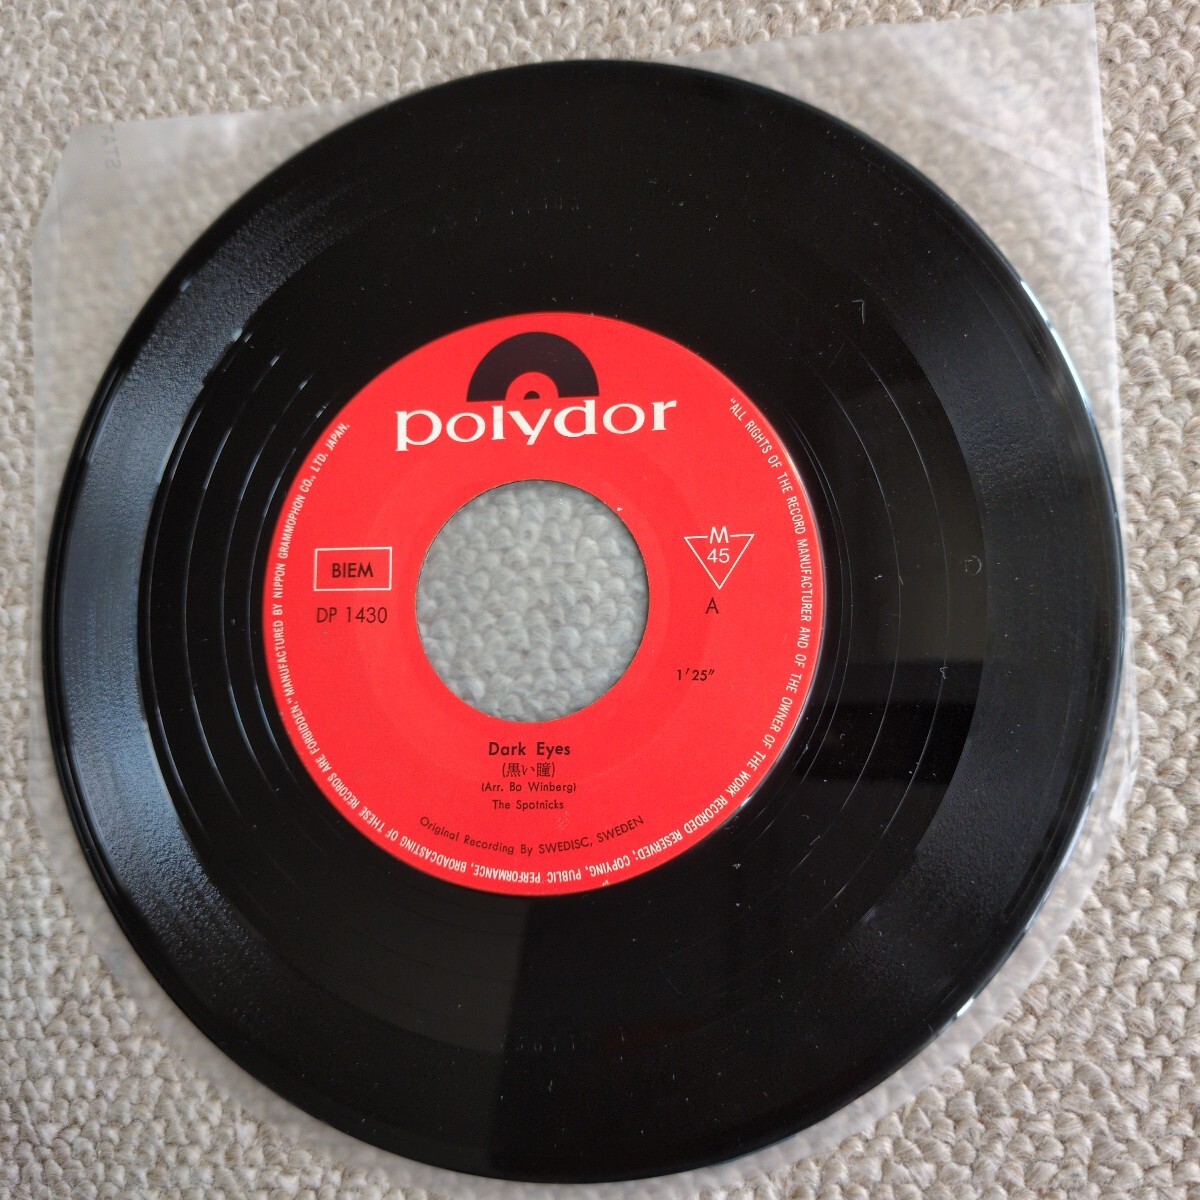 polydor
BIEM
DP 1430
M
45
A
1'25"
Dark Eyes
(黒い瞳)
(Arr. Bo Winberg)
The Spotnicks
Original Recording By SWEDISC, SWEDEN
"ALL RIGHTS OF THE RECORD MANUFACTURER AND OF THE OWNER OF THE WORK RECORDED RESERVED; COPYING, PUBLIC PERFORMANCE, BROADCASTING OF THESE RECORDS ARE FORBIDDEN." MANUFACTURED BY NIPPON GRAMMOPHON CO., LTD. JAPAN.